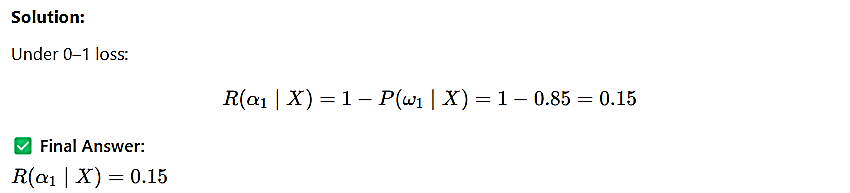 Solution:
Under 0–1 loss:
R(α₁ | X) = 1 − P(ω₁ | X) = 1 − 0.85 = 0.15
✅ Final Answer:
R(α₁ | X) = 0.15